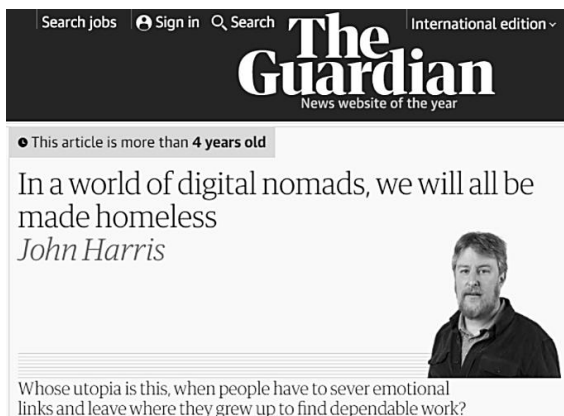 Search jobs Sign in Search International edition
The
Guardian
News website of the year
This article is more than 4 years old
In a world of digital nomads, we will all be
made homeless
John Harris
Whose utopia is this, when people have to sever emotional
links and leave where they grew up to find dependable work?